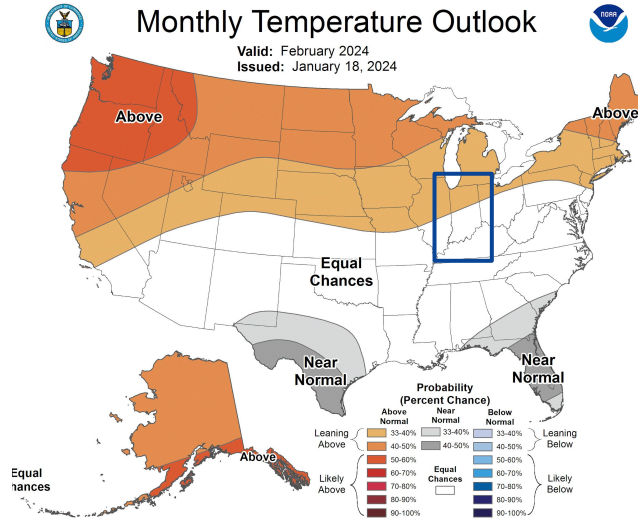 Monthly Temperature Outlook
NOAA
Valid: February 2024
Issued: January 18, 2024
Above
Above
Equal
Chances
Near
Normal
Near
Normal
Above
Equal
hances
Probability
(Percent Chance)
Above
Normal
Near
Normal
Below
Normal
Leaning
Above
33-40%
33-40%
33-40%
Leaning
Below
40-50%
40-50%
40-50%
Likely
Above
50-60%
50-60%
Likely
Below
60-70%
60-70%
70-80%
Equal
Chances
70-80%
80-90%
80-90%
90-100%
90-100%